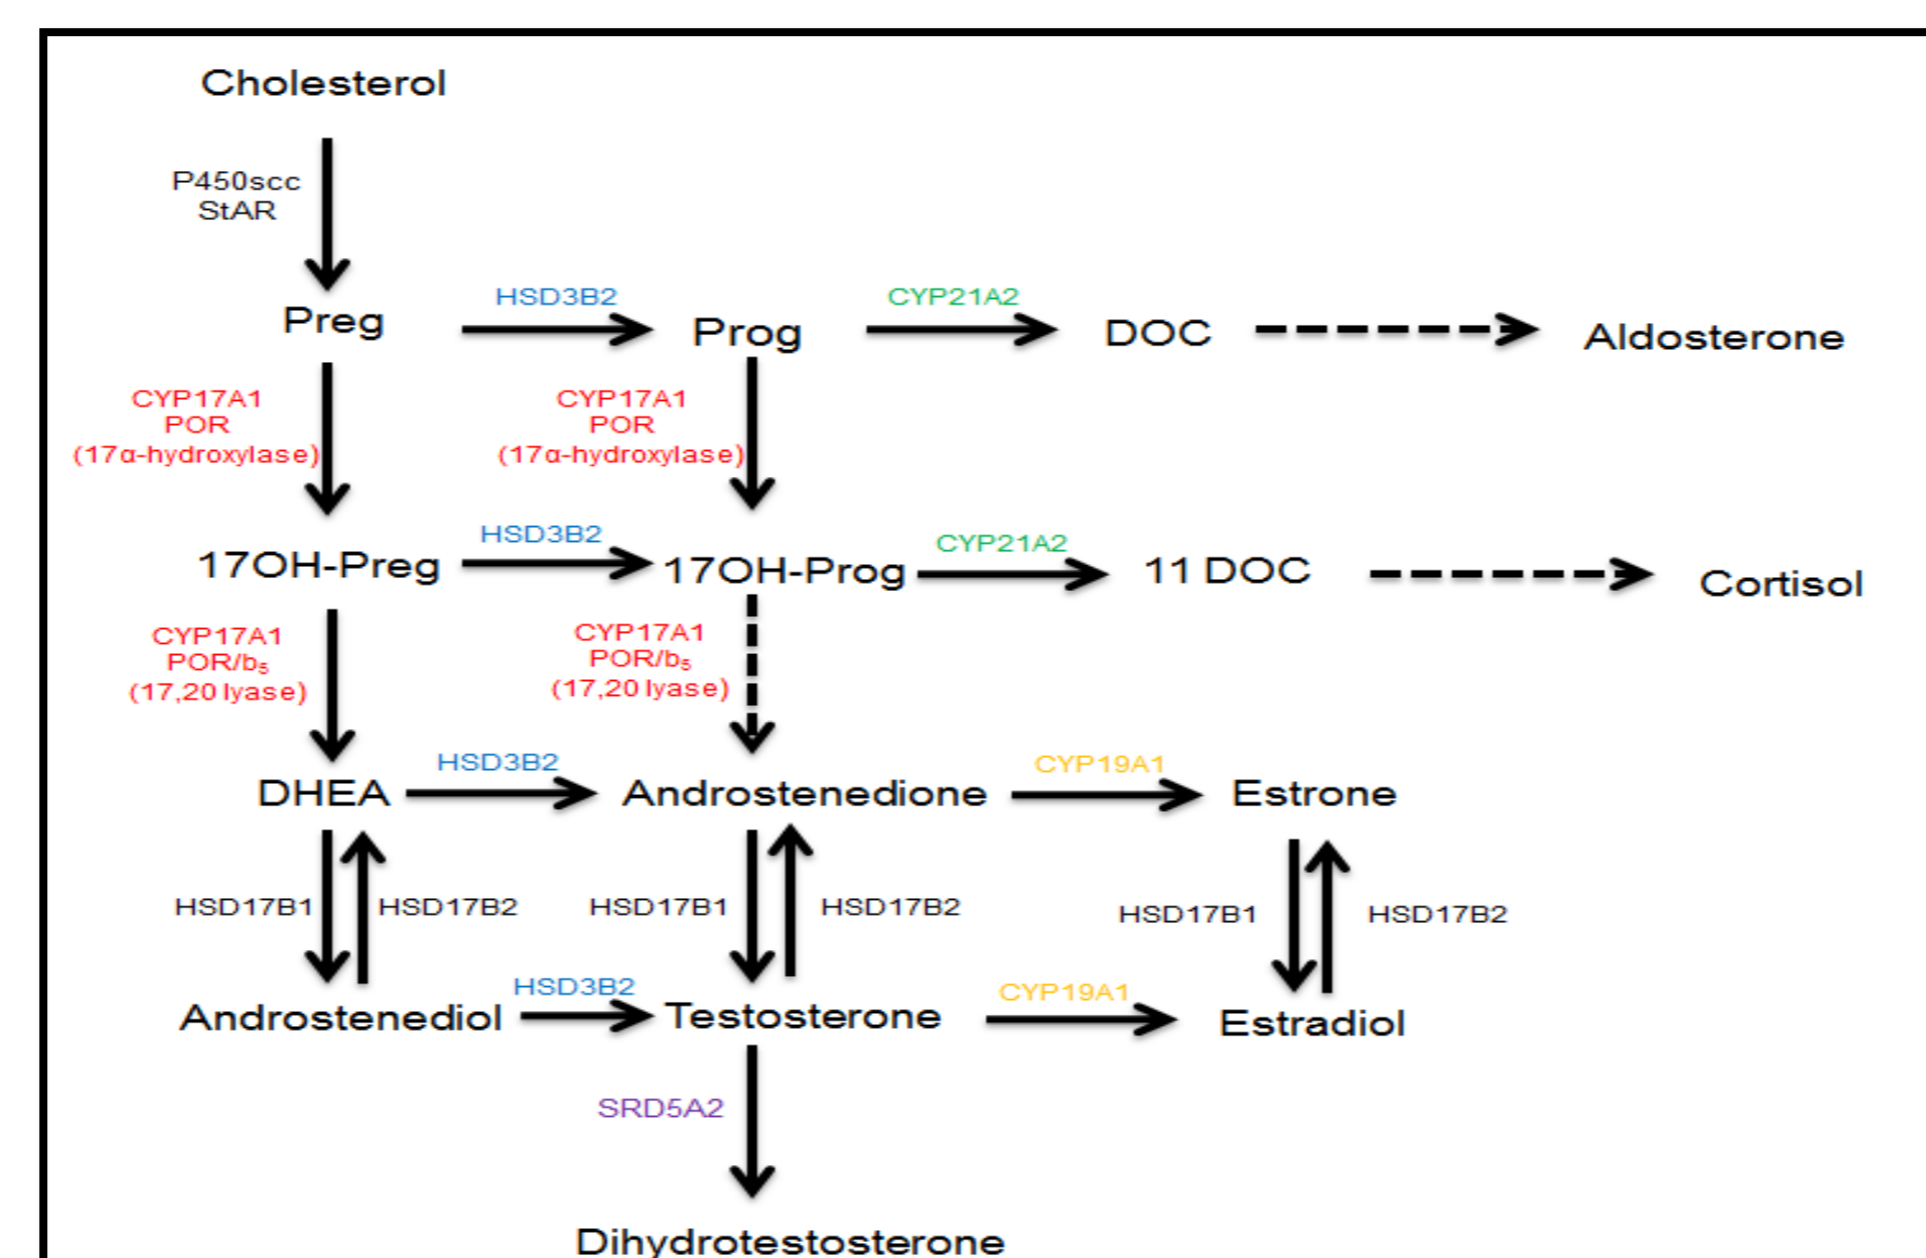 Cholesterol
P450scc
StAR
HSD3B2
CYP21A2
Preg
Prog
DOC
Aldosterone
CYP17A1
POR
(17α-hydroxylase)
CYP17A1
POR
(17α-hydroxylase)
HSD3B2
CYP21A2
17OH-Preg
17OH-Prog
11 DOC
Cortisol
CYP17A1
POR/b₅
(17,20 lyase)
CYP17A1
POR/b₅
(17,20 lyase)
HSD3B2
CYP19A1
DHEA
Androstenedione
Estrone
HSD17B1
HSD17B2
HSD17B1
HSD17B2
HSD17B1
HSD17B2
HSD3B2
CYP19A1
Androstenediol
Testosterone
Estradiol
SRD5A2
Dihydrotestosterone